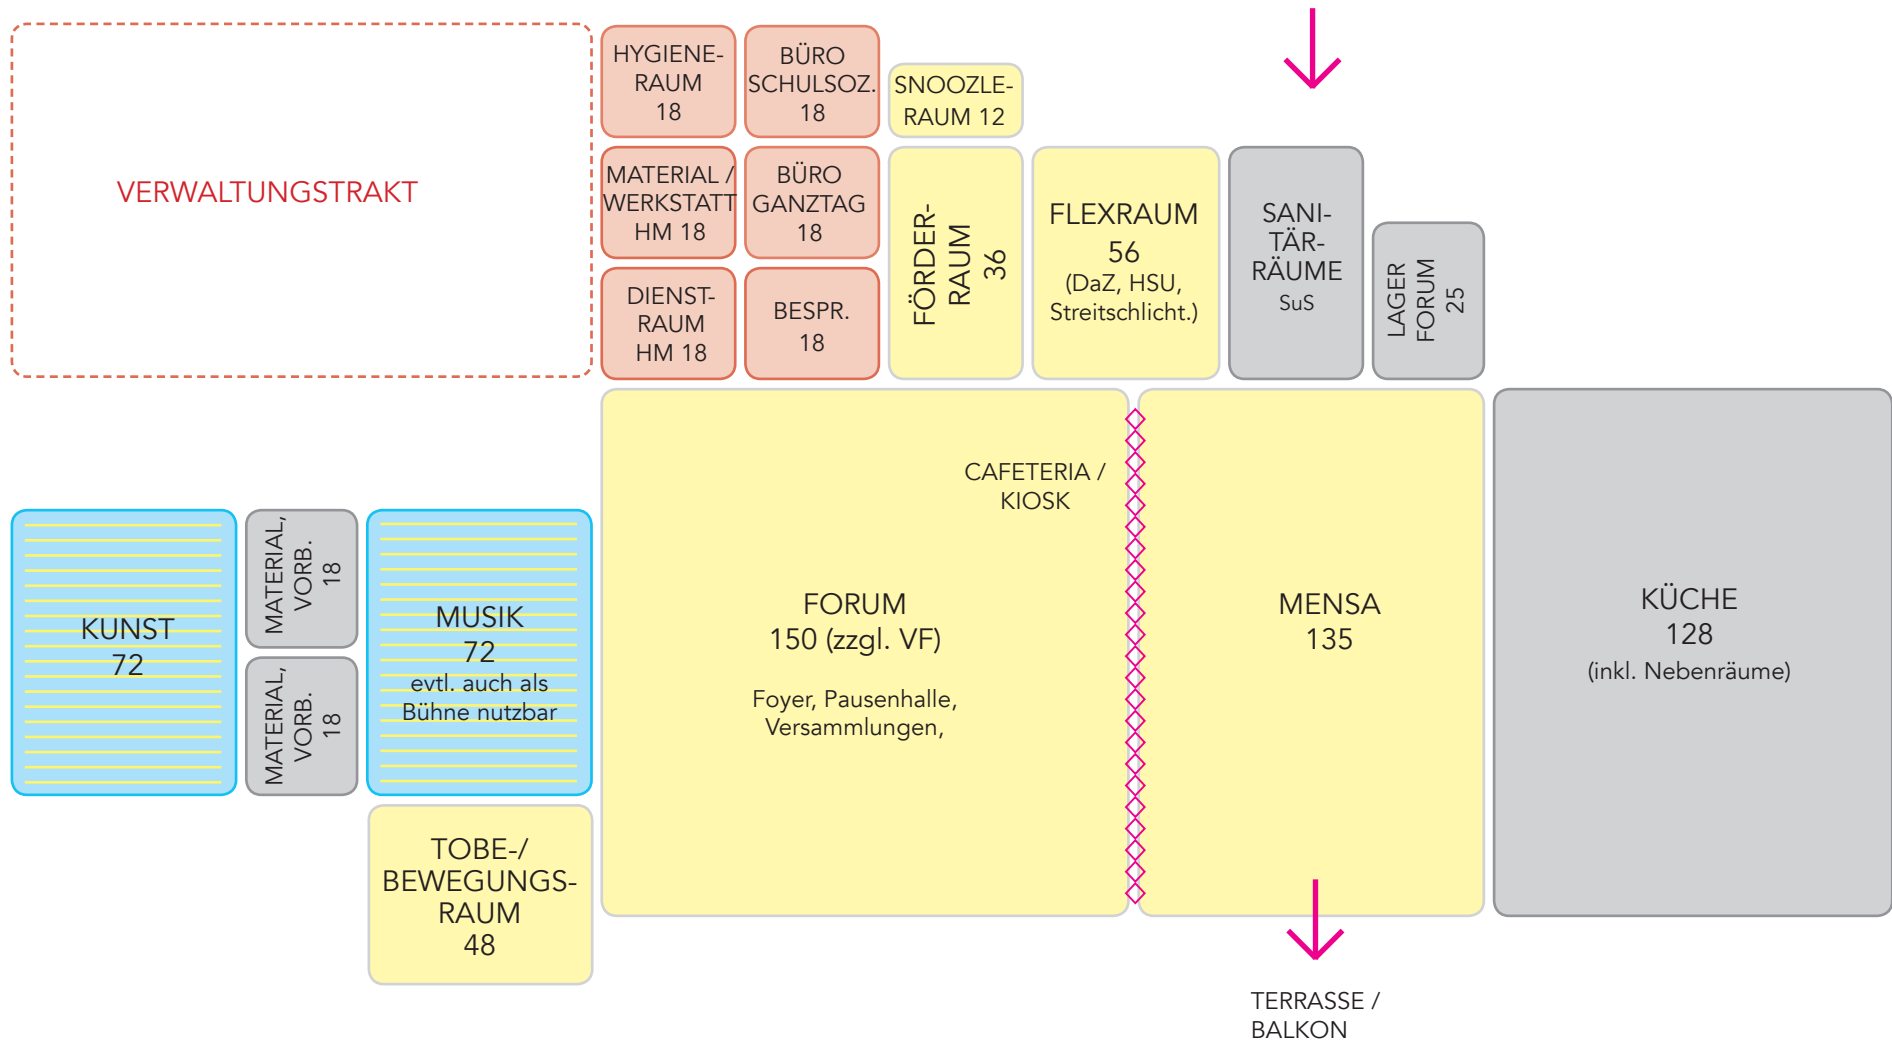 VERWALTUNGSTRAKT
HYGIENE-
RAUM
18
BÜRO
SCHULSOZ.
18
SNOOZLE-
RAUM 12
MATERIAL /
WERKSTATT
HM 18
BÜRO
GANZTAG
18
DIENST-
RAUM
HM 18
BESPR.
18
FÖRDER-
RAUM
36
FLEXRAUM
56
(DaZ, HSU,
Streitschlicht.)
SANI-
TÄR-
RÄUME
SuS
LAGER
FORUM
25
KUNST
72
MATERIAL,
VORB.
18
MATERIAL,
VORB.
18
MUSIK
72
evtl. auch als
Bühne nutzbar
TOBE-/
BEWEGUNGS-
RAUM
48
CAFETERIA /
KIOSK
FORUM
150 (zzgl. VF)
Foyer, Pausenhalle,
Versammlungen,
MENSA
135
KÜCHE
128
(inkl. Nebenräume)
TERRASSE /
BALKON